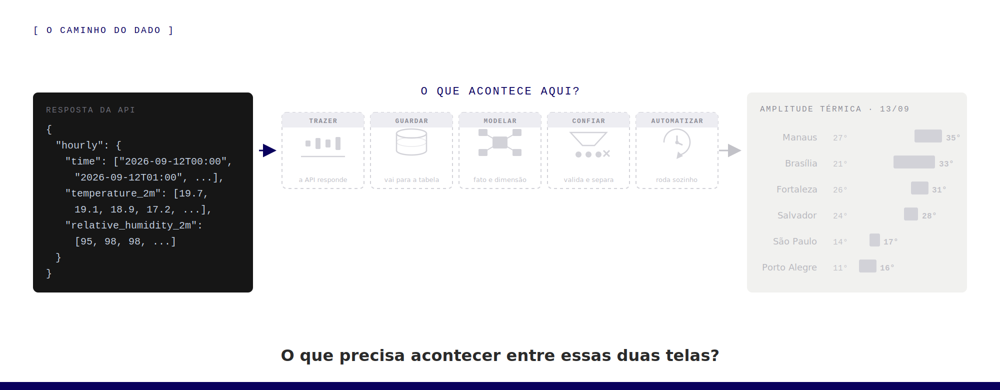 [ O CAMINHO DO DADO ]
O QUE ACONTECE AQUI?
RESPOSTA DA API
{
"hourly": {
"time": ["2026-09-12T00:00",
"2026-09-12T01:00", ...],
"temperature_2m": [19.7,
19.1, 18.9, 17.2, ...],
"relative_humidity_2m":
[95, 98, 98, ...]
}
}
TRAZER
a API responde
GUARDAR
vai para a tabela
MODELAR
fato e dimensão
CONFIAR
valida e separa
AUTOMATIZAR
roda sozinho
AMPLITUDE TÉRMICA · 13/09
Manaus 27° 35°
Brasília 21° 33°
Fortaleza 26° 31°
Salvador 24° 28°
São Paulo 14° 17°
Porto Alegre 11° 16°
O que precisa acontecer entre essas duas telas?